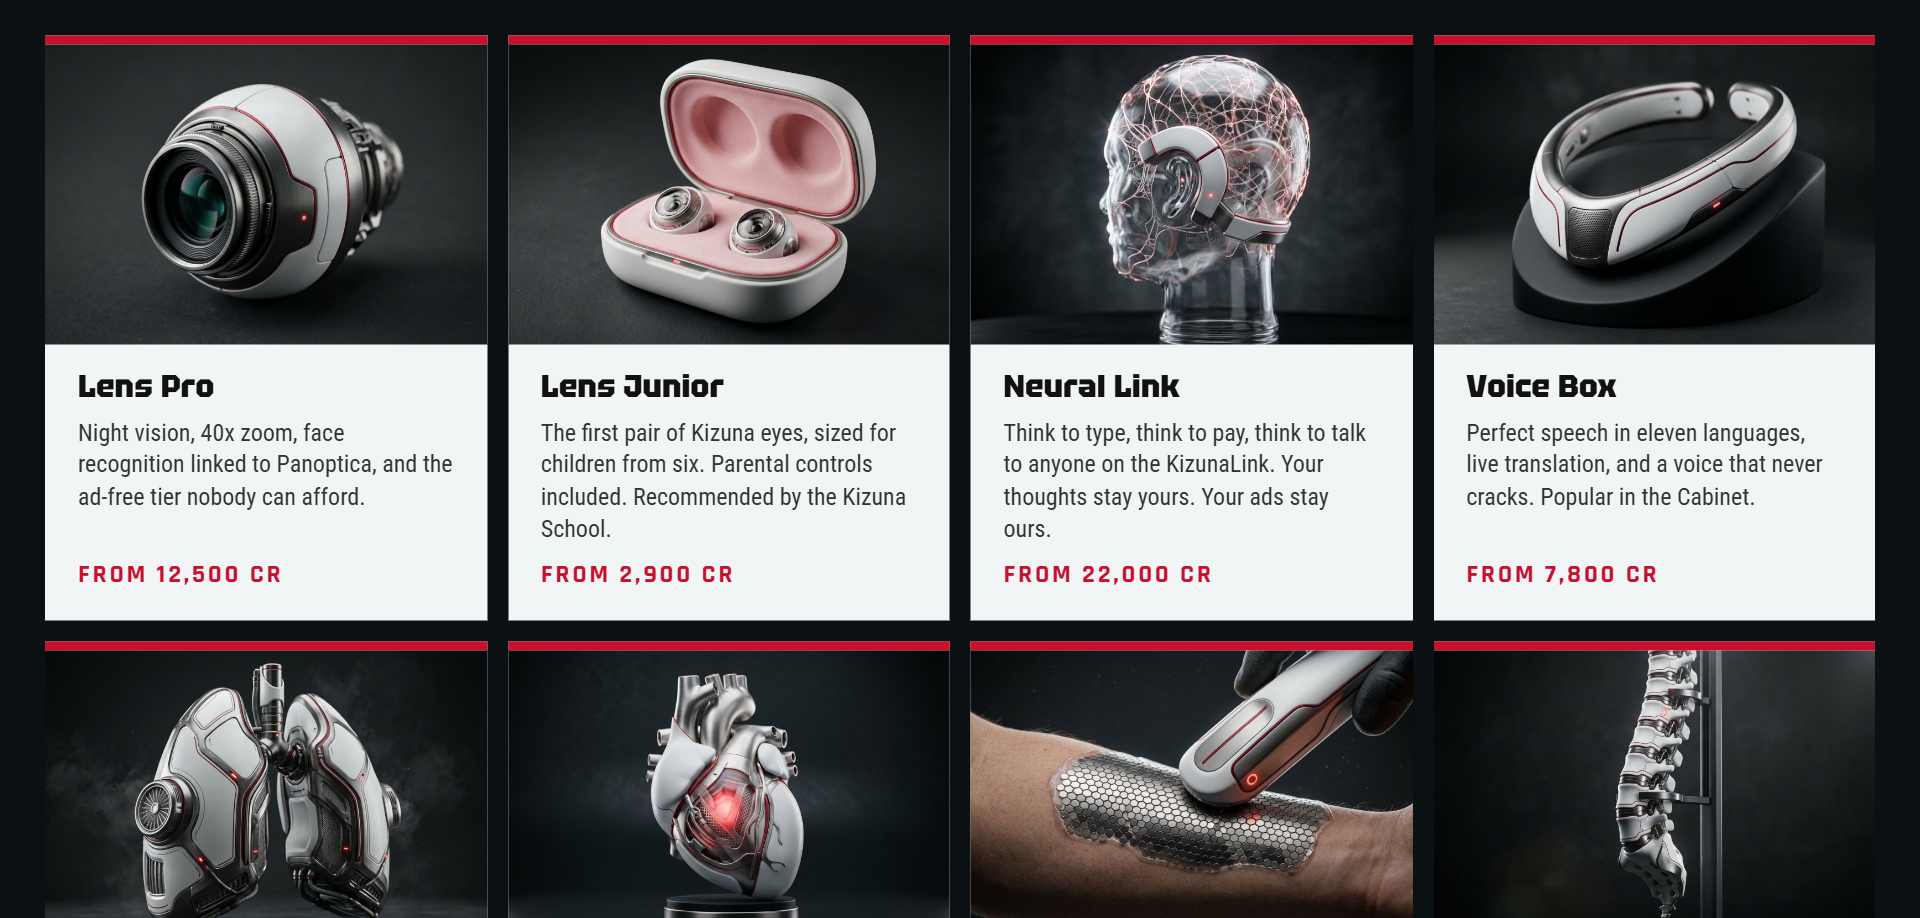 Lens Pro
Night vision, 40x zoom, face
recognition linked to Panoptica, and the
ad-free tier nobody can afford.
FROM 12,500 CR
Lens Junior
The first pair of Kizuna eyes, sized for
children from six. Parental controls
included. Recommended by the Kizuna
School.
FROM 2,900 CR
Neural Link
Think to type, think to pay, think to talk
to anyone on the KizunaLink. Your
thoughts stay yours. Your ads stay
ours.
FROM 22,000 CR
Voice Box
Perfect speech in eleven languages,
live translation, and a voice that never
cracks. Popular in the Cabinet.
FROM 7,800 CR